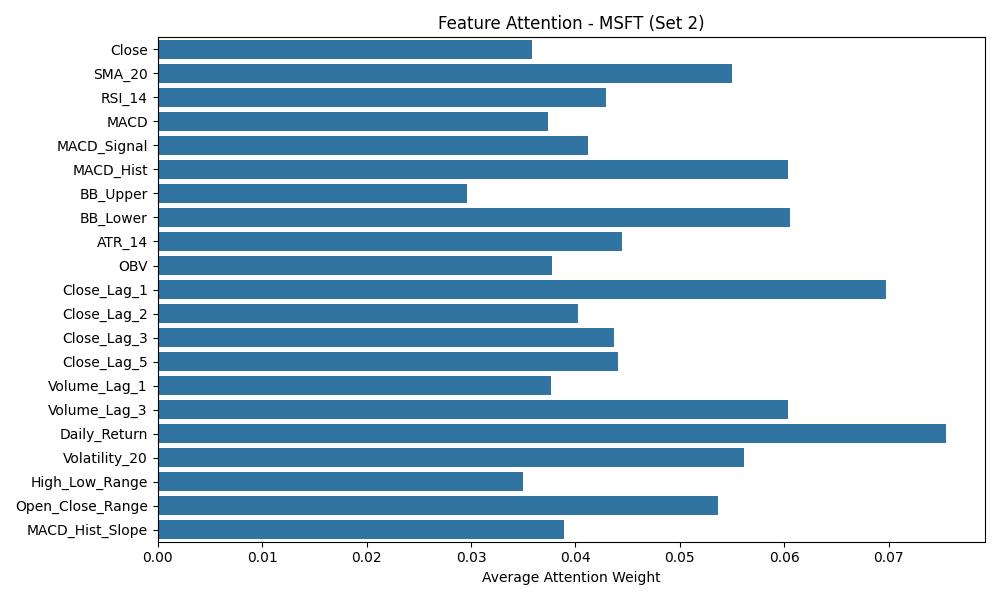 Feature Attention - MSFT (Set 2)
Close
SMA_20
RSI_14
MACD
MACD_Signal
MACD_Hist
BB_Upper
BB_Lower
ATR_14
OBV
Close_Lag_1
Close_Lag_2
Close_Lag_3
Close_Lag_5
Volume_Lag_1
Volume_Lag_3
Daily_Return
Volatility_20
High_Low_Range
Open_Close_Range
MACD_Hist_Slope
0.00 0.01 0.02 0.03 0.04 0.05 0.06 0.07
Average Attention Weight